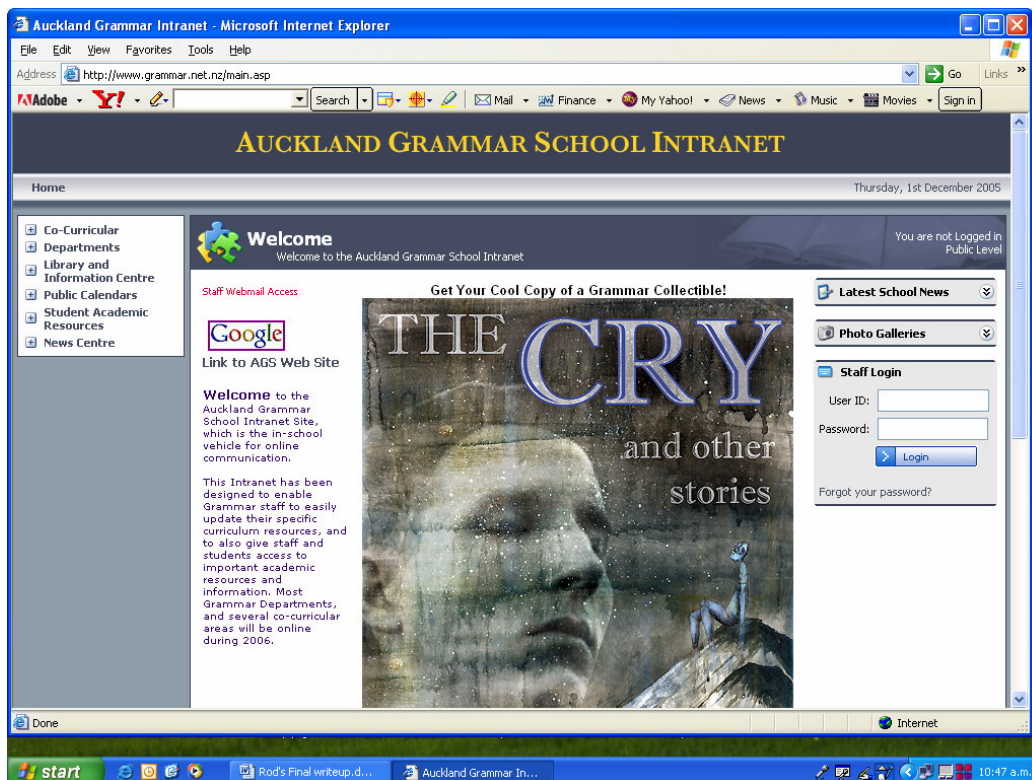 Auckland Grammar Intranet - Microsoft Internet Explorer
File Edit View Favorites Tools Help
Address http://www.grammar.net.nz/main.asp Go Links »
Adobe Y! Search Mail Finance My Yahoo! News Music Movies Sign in
AUCKLAND GRAMMAR SCHOOL INTRANET
Home Thursday, 1st December 2005
Co-Curricular
Departments
Library and
Information Centre
Public Calendars
Student Academic
Resources
News Centre
Welcome
Welcome to the Auckland Grammar School Intranet
You are not Logged in
Public Level
Staff Webmail Access
Google
Link to AGS Web Site
Welcome to the
Auckland Grammar
School Intranet Site,
which is the in-school
vehicle for online
communication.
This Intranet has been
designed to enable
Grammar staff to easily
update their specific
curriculum resources, and
to also give staff and
students access to
important academic
resources and
information. Most
Grammar Departments,
and several co-curricular
areas will be online
during 2006.
Get Your Cool Copy of a Grammar Collectible!
THE CRY
and other
stories
Latest School News
Photo Galleries
Staff Login
User ID:
Password:
Login
Forgot your password?
Done Internet
start Rod's Final writeup.d... Auckland Grammar In... 10:47 a.m.